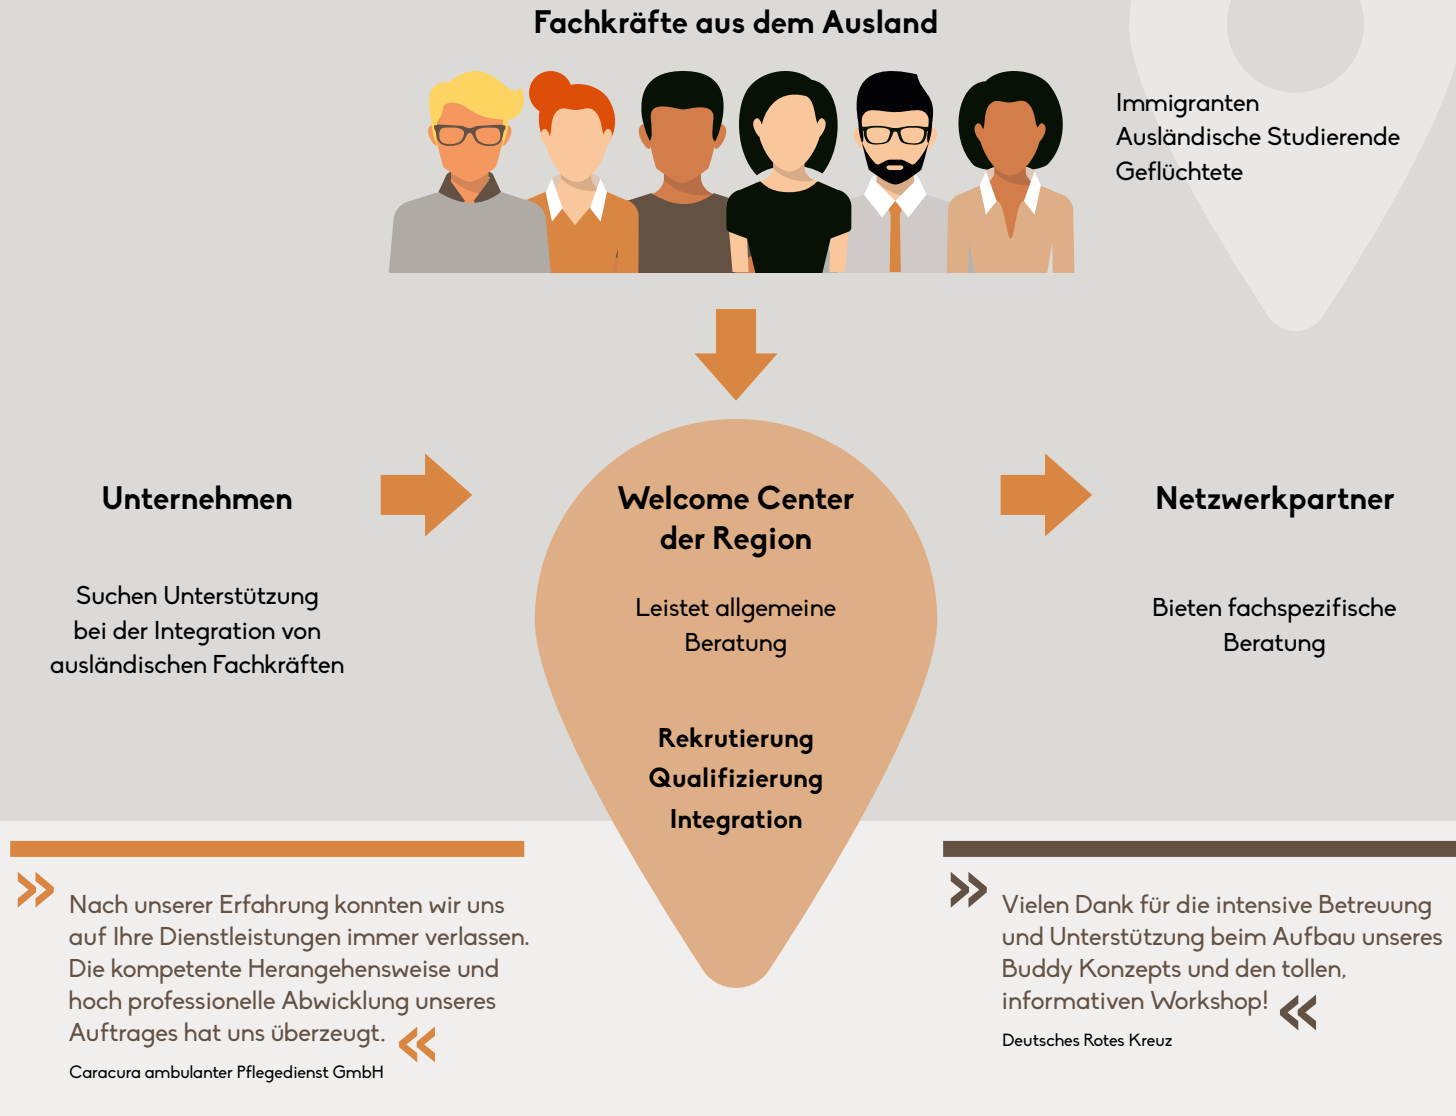 Fachkräfte aus dem Ausland
Immigranten
Ausländische Studierende
Geflüchtete
Unternehmen
Suchen Unterstützung
bei der Integration von
ausländischen Fachkräften
Welcome Center
der Region
Leistet allgemeine
Beratung
Rekrutierung
Qualifizierung
Integration
Netzwerkpartner
Bieten fachspezifische
Beratung
» Nach unserer Erfahrung konnten wir uns
auf Ihre Dienstleistungen immer verlassen.
Die kompetente Herangehensweise und
hoch professionelle Abwicklung unseres
Auftrages hat uns überzeugt. «
Caracura ambulanter Pflegedienst GmbH
» Vielen Dank für die intensive Betreuung
und Unterstützung beim Aufbau unseres
Buddy Konzepts und den tollen,
informativen Workshop! «
Deutsches Rotes Kreuz